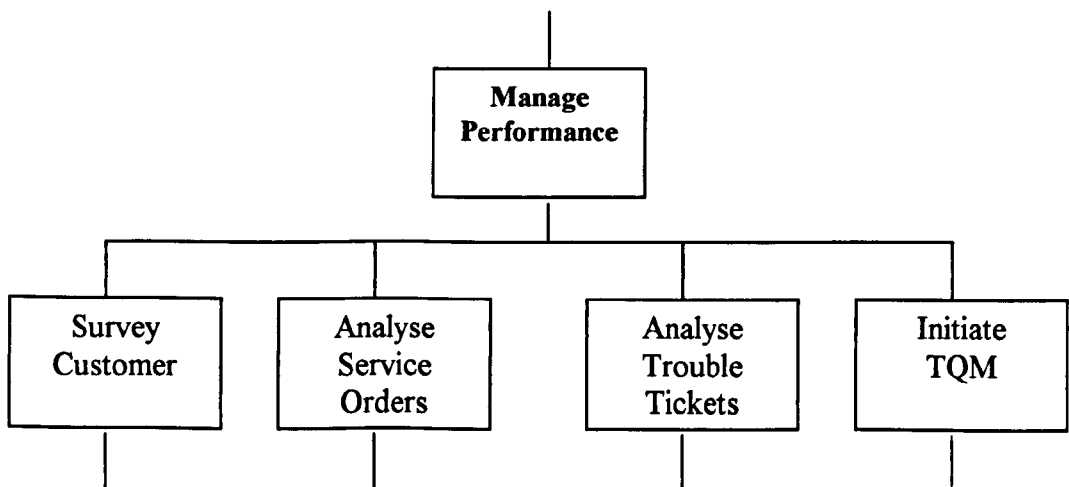 Manage
Performance
Survey
Customer
Analyse
Service
Orders
Analyse
Trouble
Tickets
Initiate
TQM